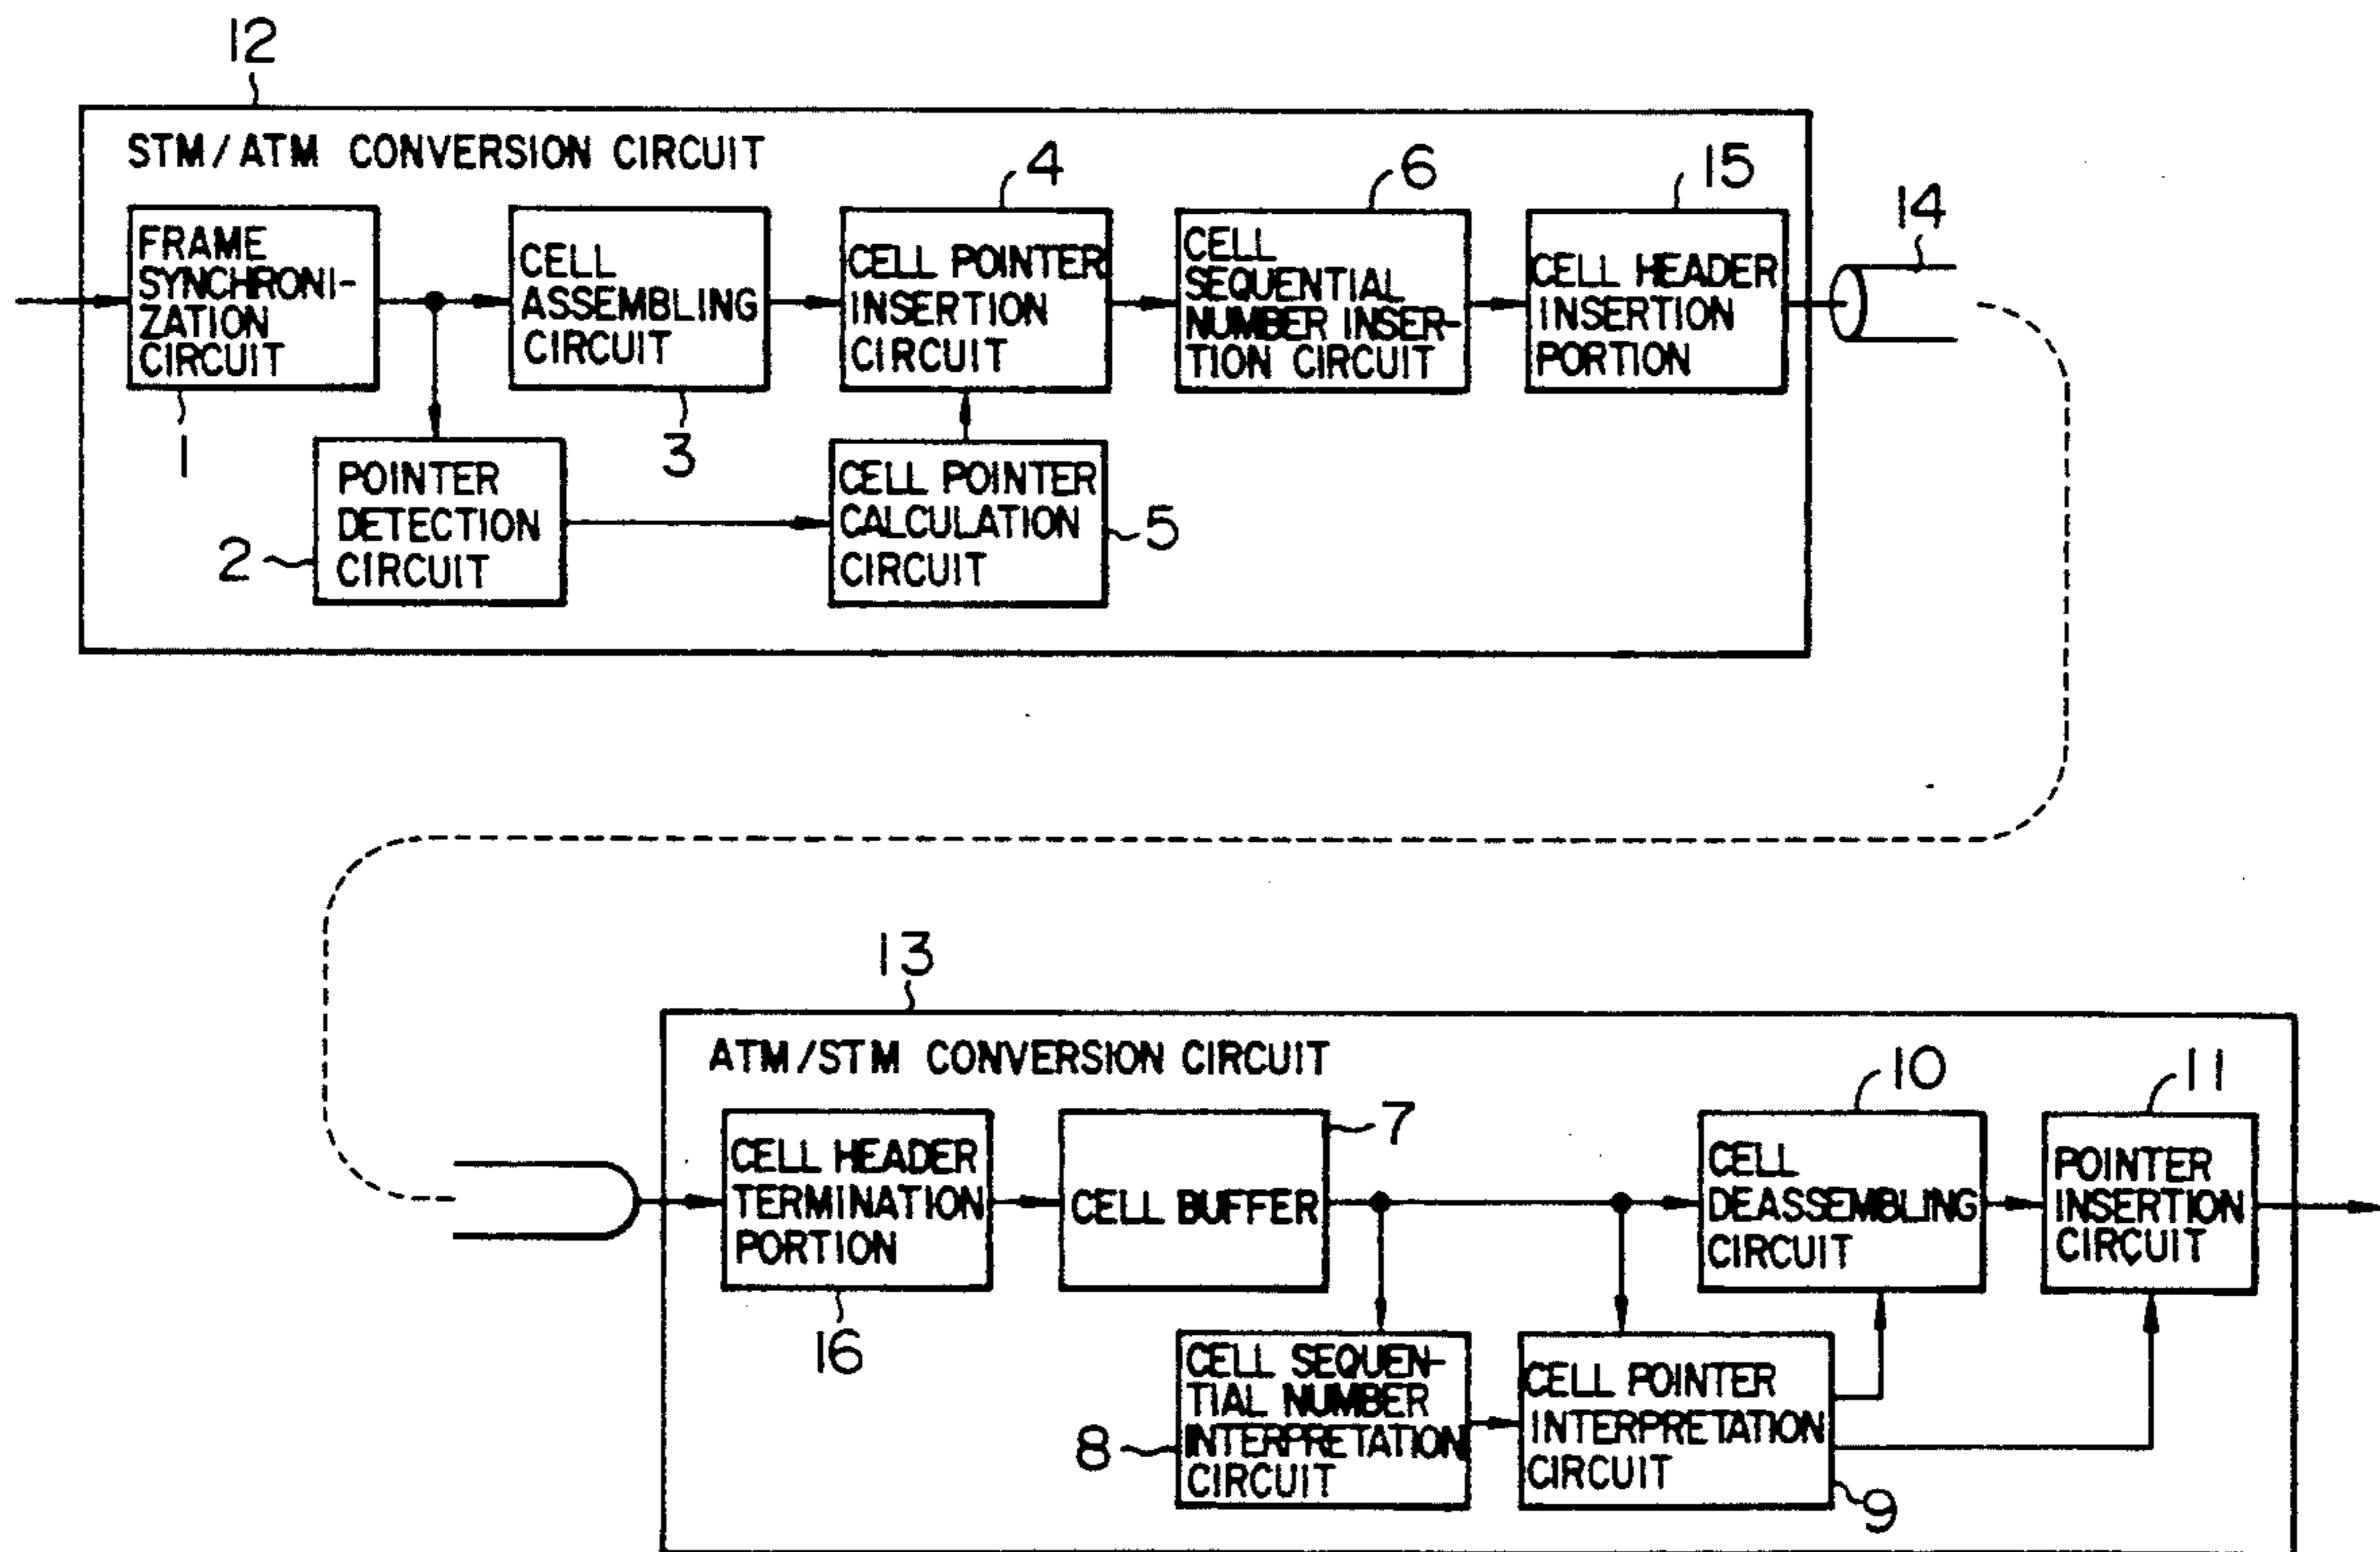 12
STM/ATM CONVERSION CIRCUIT
4
6
15
14
FRAME
SYNCHRONI-
ZATION
CIRCUIT
CELL
ASSEMBLING
CIRCUIT
CELL POINTER
INSERTION
CIRCUIT
CELL
SEQUENTIAL
NUMBER INSER-
TION CIRCUIT
CELL HEADER
INSERTION
PORTION
1
3
POINTER
DETECTION
CIRCUIT
2
CELL POINTER
CALCULATION
CIRCUIT
5
13
ATM/STM CONVERSION CIRCUIT
7
10
11
CELL HEADER
TERMINATION
PORTION
CELL BUFFER
CELL
DEASSEMBLING
CIRCUIT
POINTER
INSERTION
CIRCUIT
16
CELL SEQUEN-
TIAL NUMBER
INTERPRETATION
CIRCUIT
8
CELL POINTER
INTERPRETATION
CIRCUIT
9